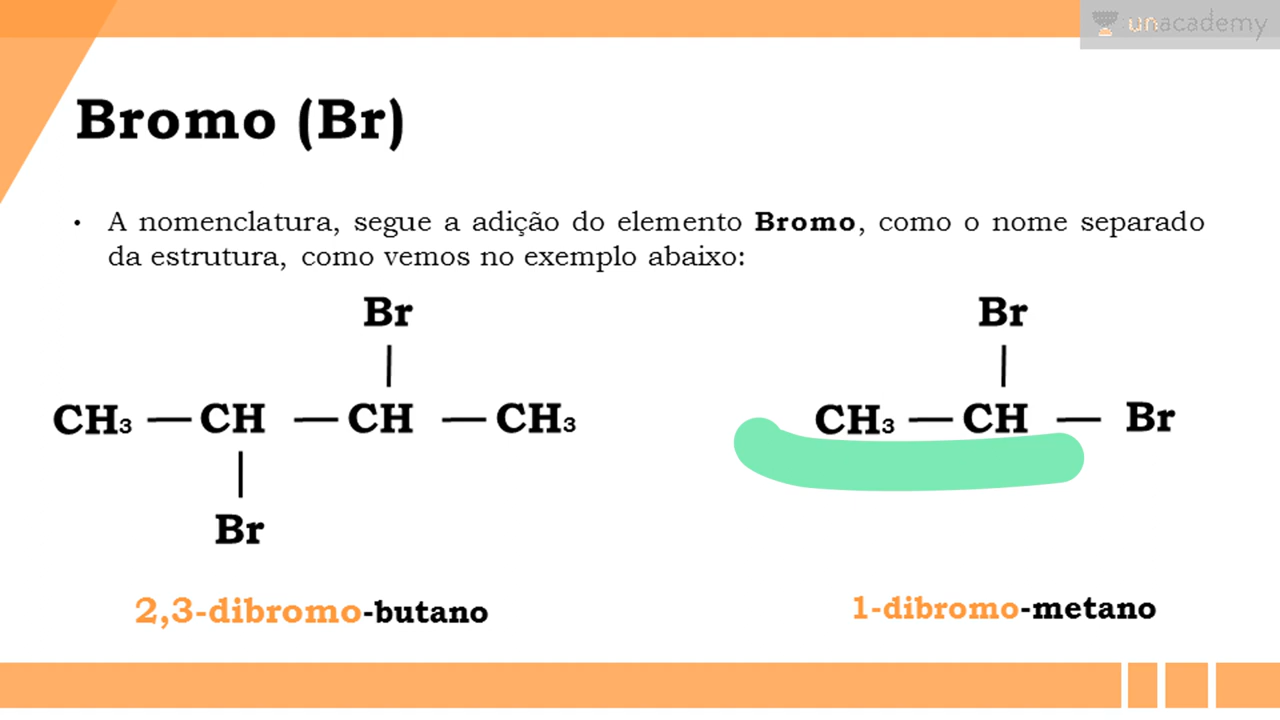 unacademy
Bromo (Br)
• A nomenclatura, segue a adição do elemento Bromo, como o nome separado
da estrutura, como vemos no exemplo abaixo:
Br
CH₃ — CH — CH — CH₃
Br
2,3-dibromo-butano
Br
CH₃ — CH — Br
1-dibromo-metano